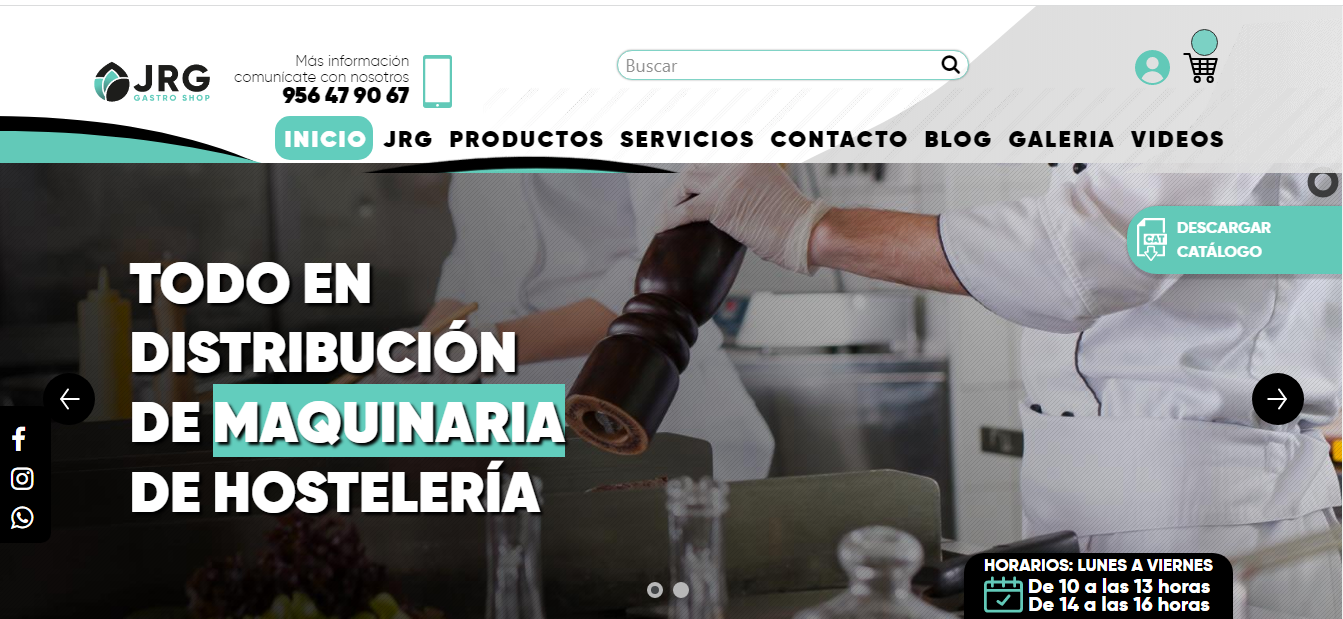 JRG
GASTRO SHOP
Más información
comunícate con nosotros
956 47 90 67
Buscar
INICIO JRG PRODUCTOS SERVICIOS CONTACTO BLOG GALERIA VIDEOS
DESCARGAR
CATÁLOGO
CAT
TODO EN
DISTRIBUCIÓN
DE MAQUINARIA
DE HOSTELERÍA
HORARIOS: LUNES A VIERNES
De 10 a las 13 horas
De 14 a las 16 horas